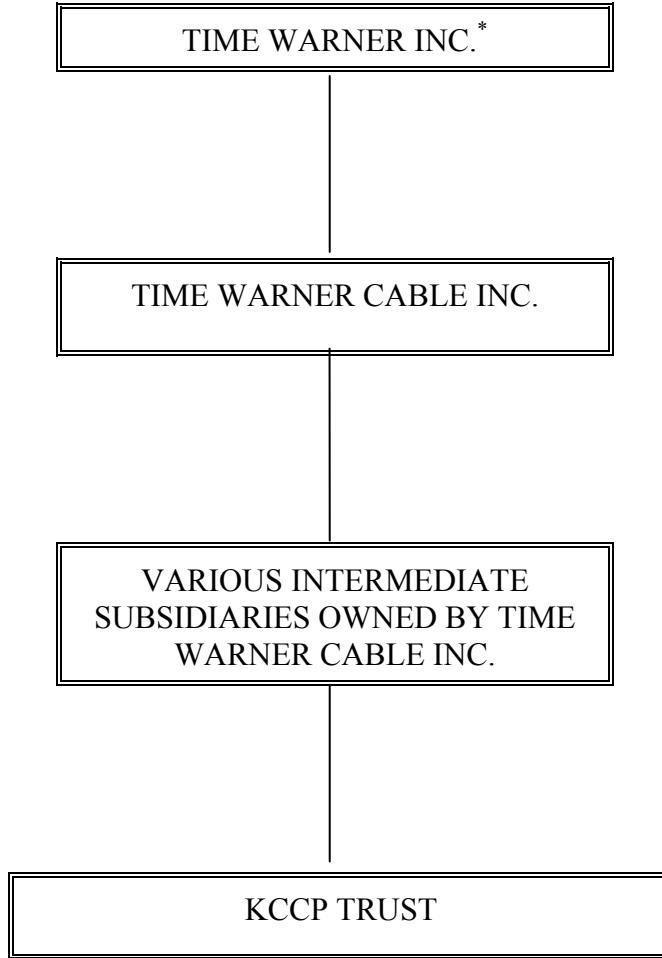 TIME WARNER INC.*
TIME WARNER CABLE INC.
VARIOUS INTERMEDIATE
SUBSIDIARIES OWNED BY TIME
WARNER CABLE INC.
KCCP TRUST